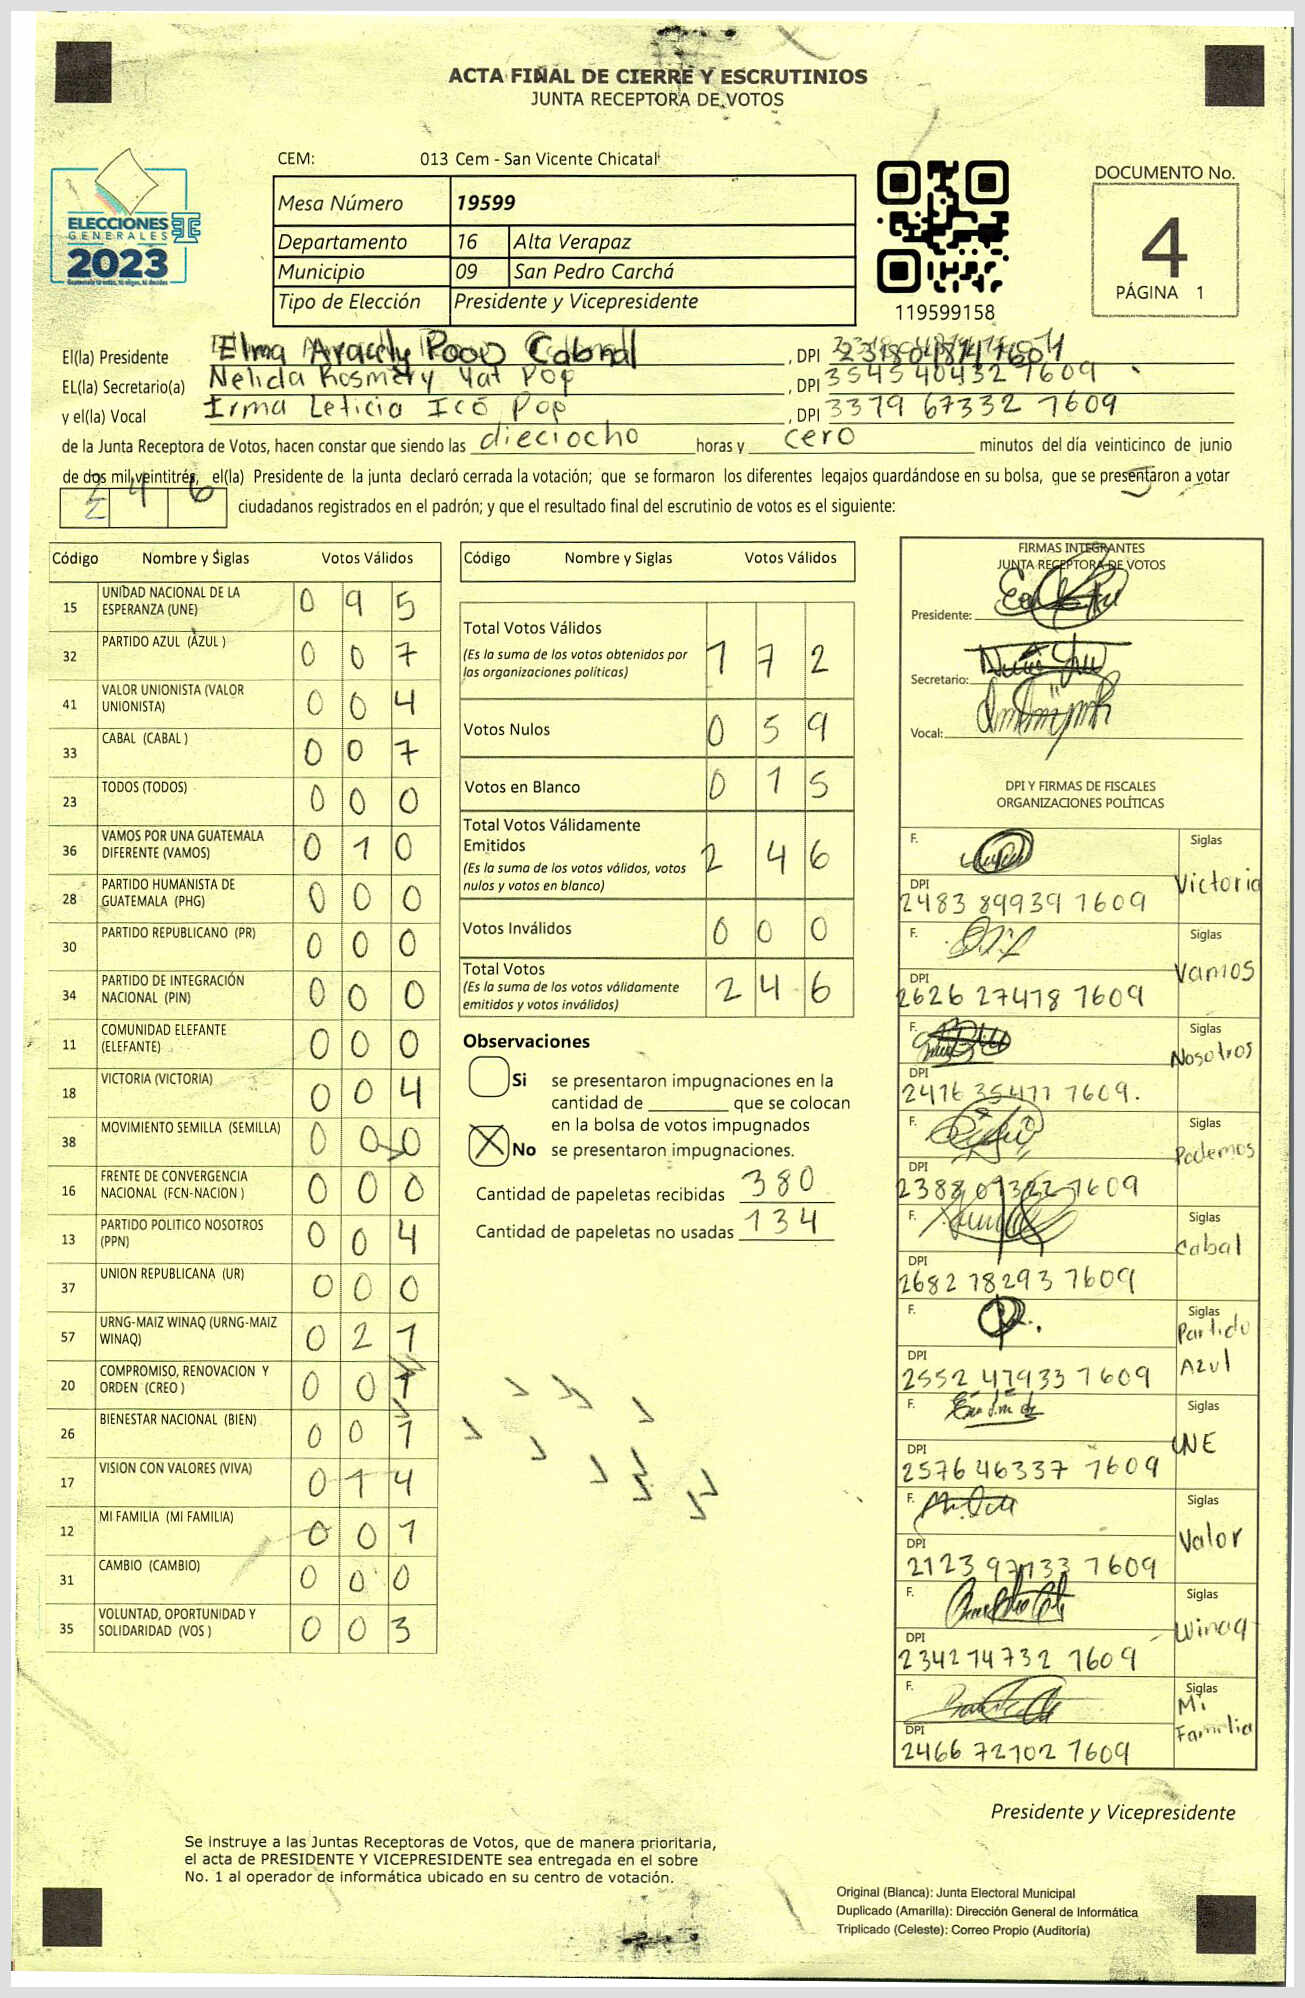 ACTA FINAL DE CIERRE Y ESCRUTINIOS
JUNTA RECEPTORA DE VOTOS
CEM: 013 Cem - San Vicente Chicatal
ELECCIONES
GENERALES
2023
Mesa Número 19599
Departamento 16 Alta Verapaz
Municipio 09 San Pedro Carchá
Tipo de Elección Presidente y Vicepresidente
119599158
DOCUMENTO No.
4
PÁGINA 1
El(la) Presidente Elma Aracely Poou Cabnal, DPI
EL(la) Secretario(a) Nelida Rosmery Yat Pop, DPI 3545 40432 1609
y el(la) Vocal Irma Leticia Icó Pop, DPI 3379 67332 1609
de la Junta Receptora de Votos, hacen constar que siendo las dieciocho horas y cero minutos del día veinticinco de junio
de dos mil veintitrés, el(la) Presidente de la junta declaró cerrada la votación; que se formaron los diferentes legajos guardándose en su bolsa, que se presentaron a votar
246 ciudadanos registrados en el padrón; y que el resultado final del escrutinio de votos es el siguiente:
Código Nombre y Siglas Votos Válidos
15 UNIDAD NACIONAL DE LA ESPERANZA (UNE) 0 9 5
32 PARTIDO AZUL (AZUL ) 0 0 7
41 VALOR UNIONISTA (VALOR UNIONISTA) 0 0 4
33 CABAL (CABAL ) 0 0 7
23 TODOS (TODOS) 0 0 0
36 VAMOS POR UNA GUATEMALA DIFERENTE (VAMOS) 0 1 0
28 PARTIDO HUMANISTA DE GUATEMALA (PHG) 0 0 0
30 PARTIDO REPUBLICANO (PR) 0 0 0
34 PARTIDO DE INTEGRACIÓN NACIONAL (PIN) 0 0 0
11 COMUNIDAD ELEFANTE (ELEFANTE) 0 0 0
18 VICTORIA (VICTORIA) 0 0 4
38 MOVIMIENTO SEMILLA (SEMILLA) 0 0 0
16 FRENTE DE CONVERGENCIA NACIONAL (FCN-NACION ) 0 0 0
13 PARTIDO POLITICO NOSOTROS (PPN) 0 0 4
37 UNION REPUBLICANA (UR) 0 0 0
57 URNG-MAIZ WINAQ (URNG-MAIZ WINAQ) 0 2 1
20 COMPROMISO, RENOVACION Y ORDEN (CREO ) 0 0 1
26 BIENESTAR NACIONAL (BIEN) 0 0 1
17 VISION CON VALORES (VIVA) 0 1 4
12 MI FAMILIA (MI FAMILIA) 0 0 1
31 CAMBIO (CAMBIO) 0 0 0
35 VOLUNTAD, OPORTUNIDAD Y SOLIDARIDAD (VOS ) 0 0 3
Código Nombre y Siglas Votos Válidos
Total Votos Válidos 1 7 2
(Es la suma de los votos obtenidos por
las organizaciones políticas)
Votos Nulos 0 5 9
Votos en Blanco 0 1 5
Total Votos Válidamente
Emitidos 2 4 6
(Es la suma de los votos válidos, votos
nulos y votos en blanco)
Votos Inválidos 0 0 0
Total Votos 2 4 6
(Es la suma de los votos válidamente
emitidos y votos inválidos)
Observaciones
Si se presentaron impugnaciones en la
cantidad de ________ que se colocan
en la bolsa de votos impugnados
X No se presentaron impugnaciones.
Cantidad de papeletas recibidas 380
Cantidad de papeletas no usadas 134
FIRMAS INTEGRANTES
JUNTA RECEPTORA DE VOTOS
Presidente:
Secretario:
Vocal:
DPI Y FIRMAS DE FISCALES
ORGANIZACIONES POLÍTICAS
F. Siglas Victoria
DPI 2483 89939 1609
F. Siglas Vamos
DPI 2626 27478 1609
F. Siglas Nosotros
DPI 2476 35477 1609.
F. Siglas Podemos
DPI 2388 07322 1609
F. Siglas Cabal
DPI 2682 78293 1609
F. Siglas Partido Azul
DPI 2552 47933 1609
F. Siglas UNE
DPI 2576 46337 1609
F. Siglas Valor
DPI 2123 97133 1609
F. Siglas Winaq
DPI 2342 74732 1609
F. Siglas Mi Familia
DPI 2466 72102 1609
Presidente y Vicepresidente
Se instruye a las Juntas Receptoras de Votos, que de manera prioritaria,
el acta de PRESIDENTE Y VICEPRESIDENTE sea entregada en el sobre
No. 1 al operador de informática ubicado en su centro de votación.
Original (Blanca): Junta Electoral Municipal
Duplicado (Amarilla): Dirección General de Informática
Triplicado (Celeste): Correo Propio (Auditoría)